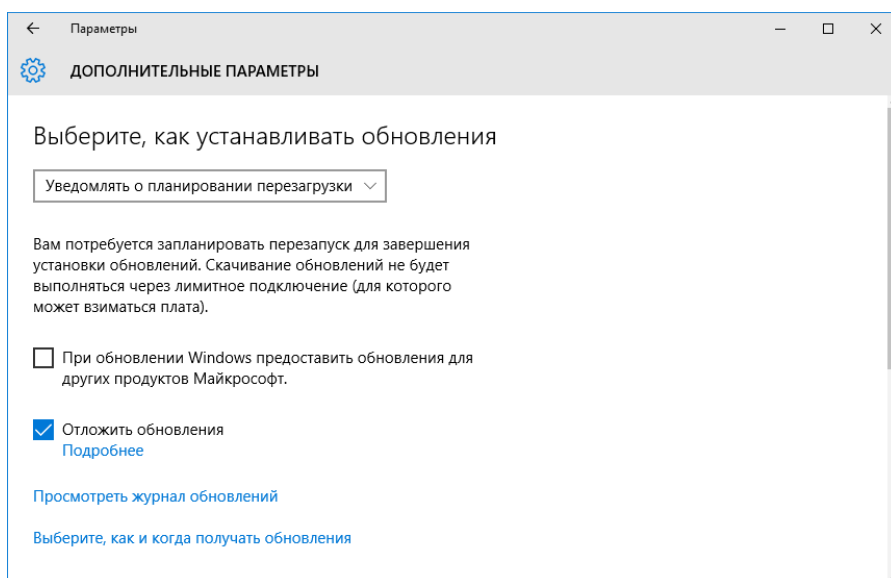 Параметры
ДОПОЛНИТЕЛЬНЫЕ ПАРАМЕТРЫ
Выберите, как устанавливать обновления
Уведомлять о планировании перезагрузки
Вам потребуется запланировать перезапуск для завершения
установки обновлений. Скачивание обновлений не будет
выполняться через лимитное подключение (для которого
может взиматься плата).
При обновлении Windows предоставить обновления для
других продуктов Майкрософт.
Отложить обновления
Подробнее
Просмотреть журнал обновлений
Выберите, как и когда получать обновления